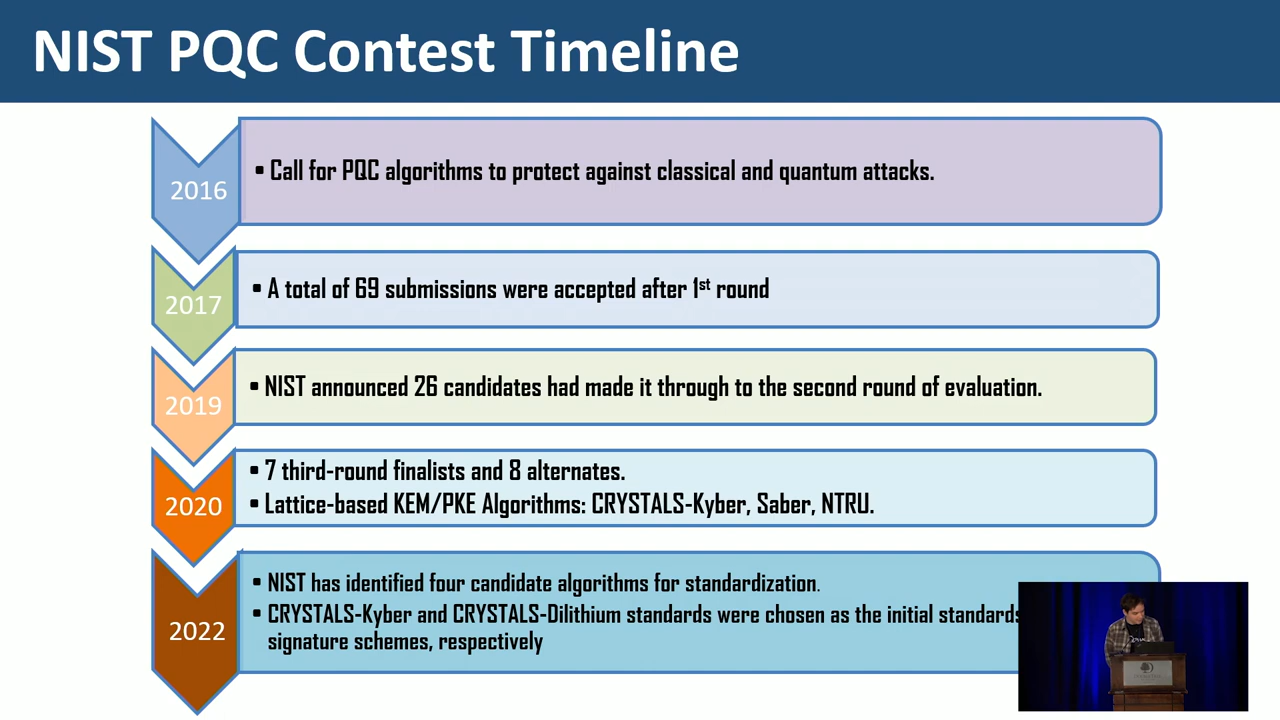 NIST PQC Contest Timeline
2016
• Call for PQC algorithms to protect against classical and quantum attacks.
2017
• A total of 69 submissions were accepted after 1st round
2019
• NIST announced 26 candidates had made it through to the second round of evaluation.
2020
• 7 third-round finalists and 8 alternates.
• Lattice-based KEM/PKE Algorithms: CRYSTALS-Kyber, Saber, NTRU.
2022
• NIST has identified four candidate algorithms for standardization.
• CRYSTALS-Kyber and CRYSTALS-Dilithium standards were chosen as the initial standards
signature schemes, respectively